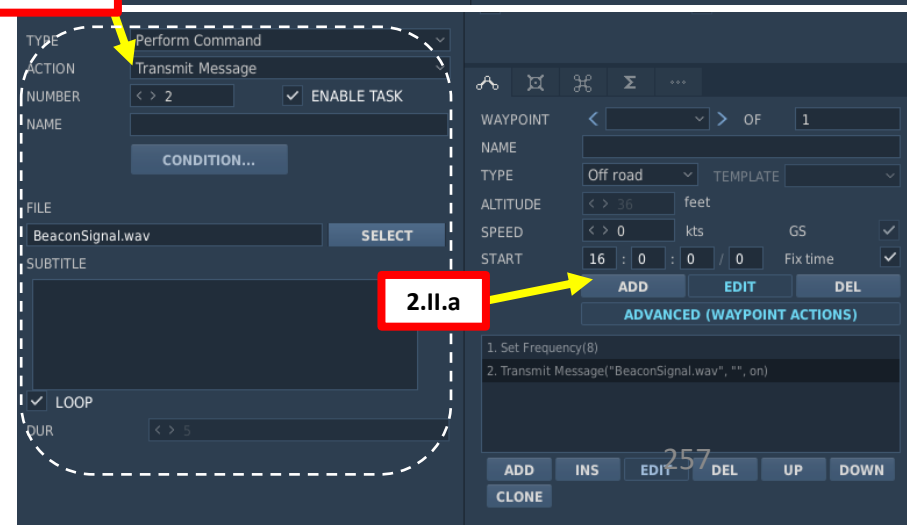 TYPE Perform Command
ACTION Transmit Message
NUMBER < > 2 ENABLE TASK
NAME
CONDITION...
FILE
BeaconSignal.wav SELECT
SUBTITLE
LOOP
DUR < > 5
2.II.a
Σ ...
WAYPOINT < > OF 1
NAME
TYPE Off road TEMPLATE
ALTITUDE < > 36 feet
SPEED < > 0 kts GS
START 16 : 0 : 0 / 0 Fix time
ADD EDIT DEL
ADVANCED (WAYPOINT ACTIONS)
1. Set Frequency(8)
2. Transmit Message("BeaconSignal.wav", "", on)
257
ADD INS EDIT DEL UP DOWN
CLONE